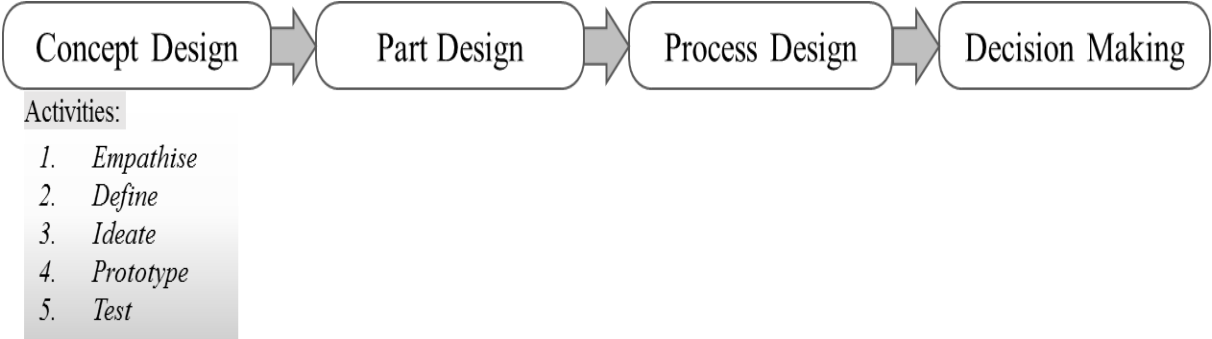 Concept Design
Part Design
Process Design
Decision Making
Activities:
1. Empathise
2. Define
3. Ideate
4. Prototype
5. Test